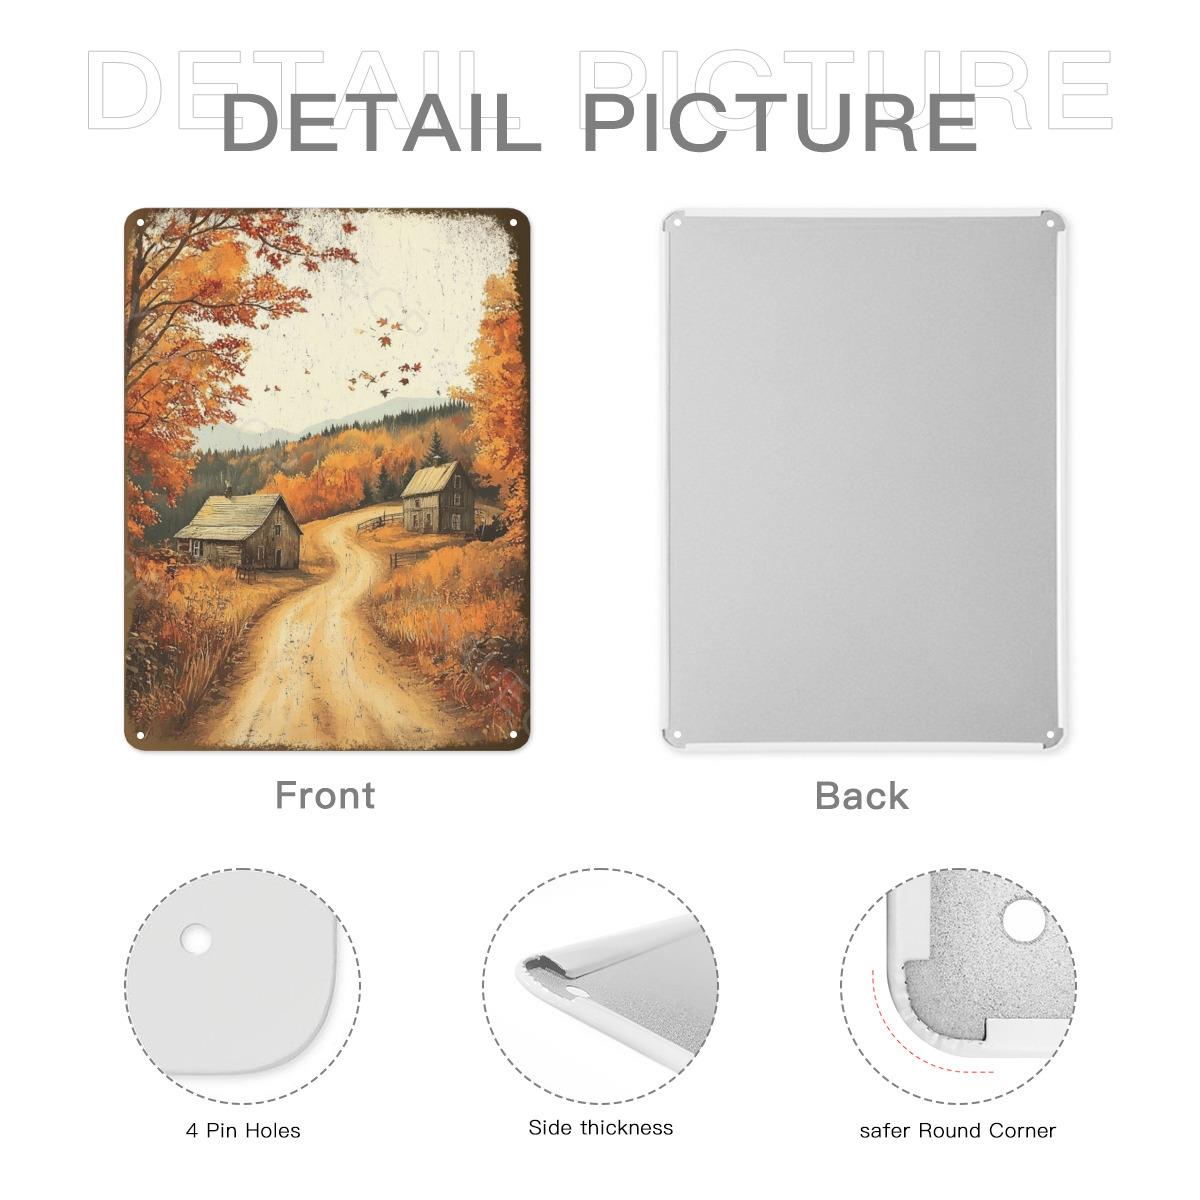 DETAIL PICTURE
DETAIL PICTURE
Front
Back
4 Pin Holes
Side thickness
safer Round Corner